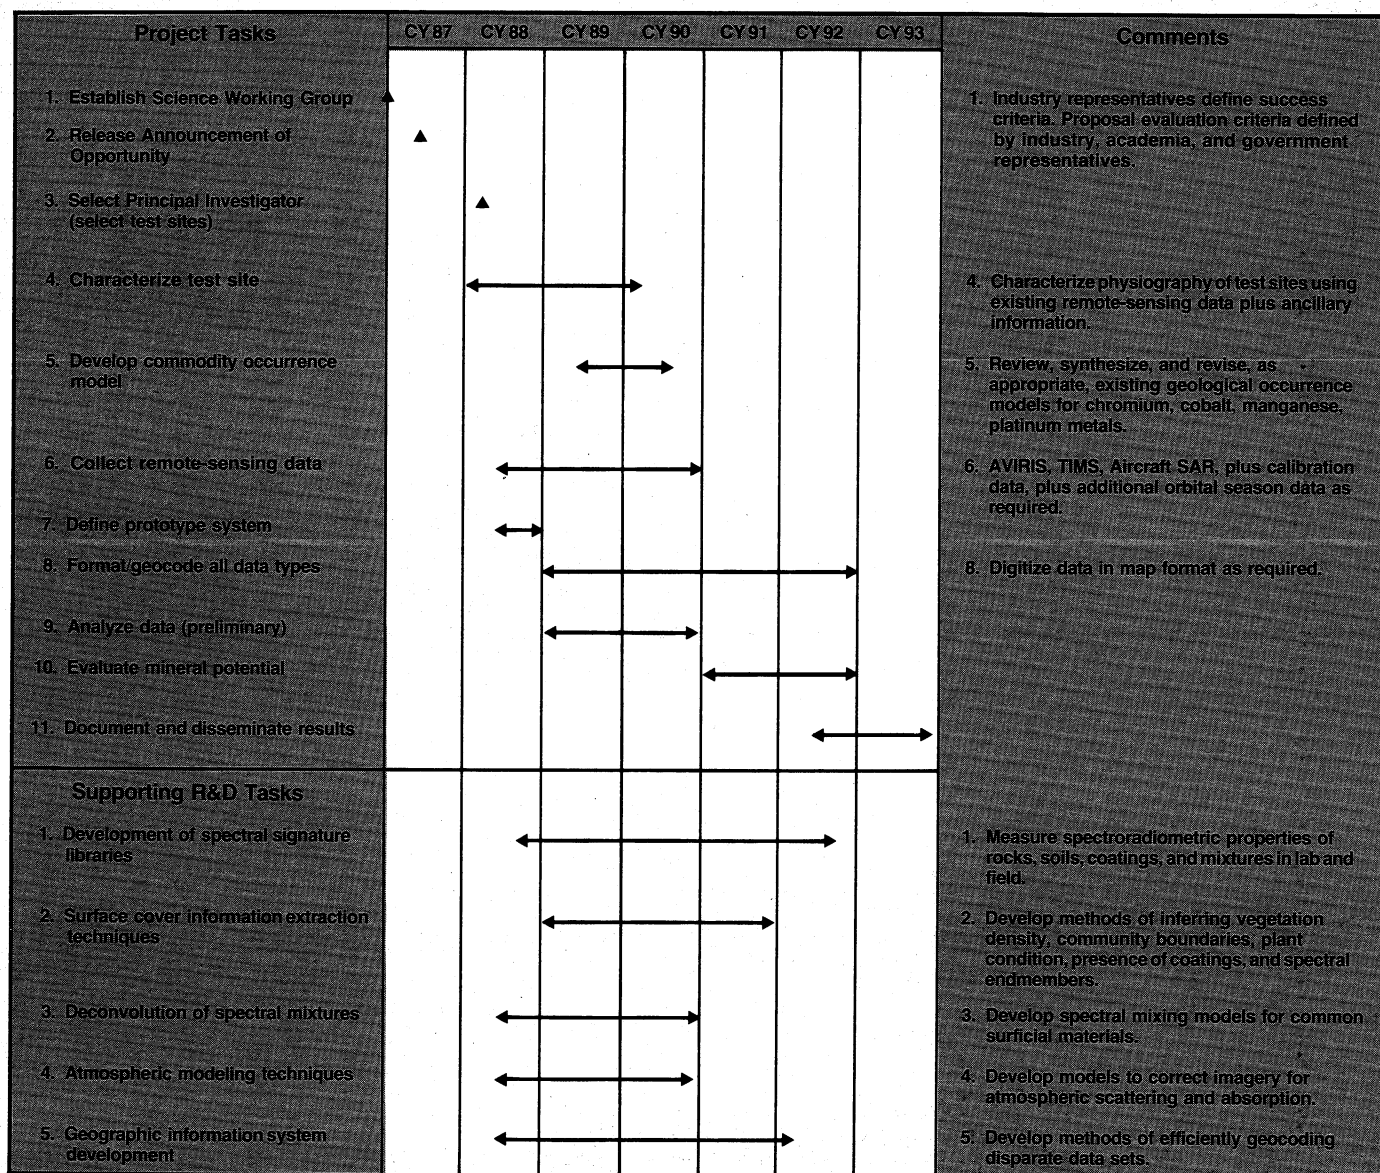 Project Tasks
CY 87 CY 88 CY 89 CY 90 CY 91 CY 92 CY 93
Comments
1. Establish Science Working Group
2. Release Announcement of
Opportunity
3. Select Principal Investigator
(select test sites)
4. Characterize test site
5. Develop commodity occurrence
model
6. Collect remote-sensing data
7. Define prototype system
8. Format/geocode all data types
9. Analyze data (preliminary)
10. Evaluate mineral potential
11. Document and disseminate results
1. Industry representatives define success
criteria. Proposal evaluation criteria defined
by industry, academia, and government
representatives.
4. Characterize physiography of test sites using
existing remote-sensing data plus ancillary
information.
5. Review, synthesize, and revise, as
appropriate, existing geological occurrence
models for chromium, cobalt, manganese,
platinum metals.
6. AVIRIS, TIMS, Aircraft SAR, plus calibration
data, plus additional orbital season data as
required.
8. Digitize data in map format as required.
Supporting R&D Tasks
1. Development of spectral signature
libraries
2. Surface cover information extraction
techniques
3. Deconvolution of spectral mixtures
4. Atmospheric modeling techniques
5. Geographic information system
development
1. Measure spectroradiometric properties of
rocks, soils, coatings, and mixtures in lab and
field.
2. Develop methods of inferring vegetation
density, community boundaries, plant
condition, presence of coatings, and spectral
endmembers.
3. Develop spectral mixing models for common
surficial materials.
4. Develop models to correct imagery for
atmospheric scattering and absorption.
5. Develop methods of efficiently geocoding
disparate data sets.